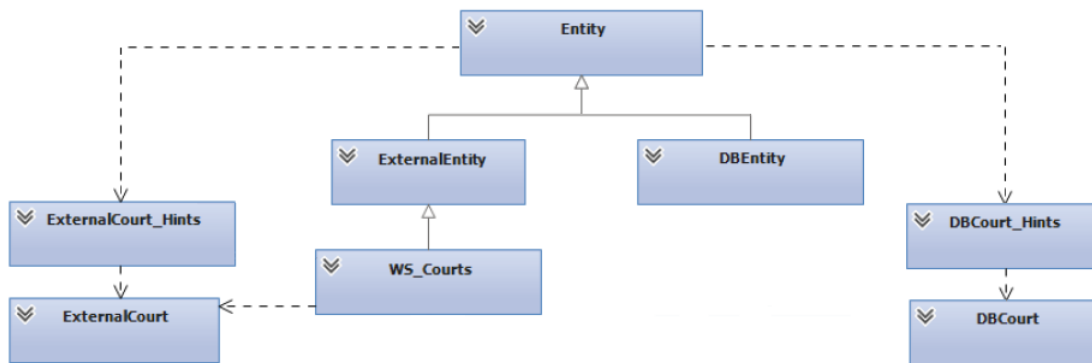 Entity
ExternalEntity
DBEntity
ExternalCourt_Hints
DBCourt_Hints
WS_Courts
ExternalCourt
DBCourt